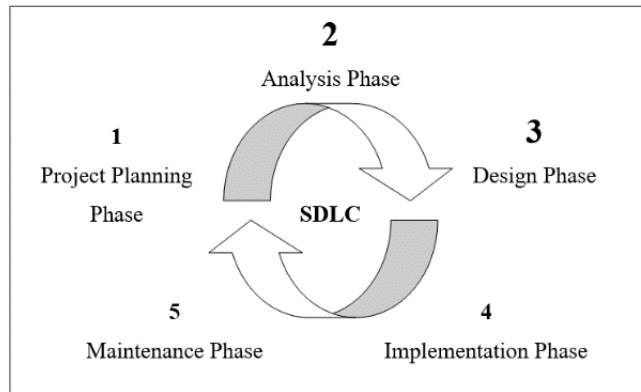 2
Analysis Phase
1
Project Planning
Phase
3
Design Phase
SDLC
5
Maintenance Phase
4
Implementation Phase